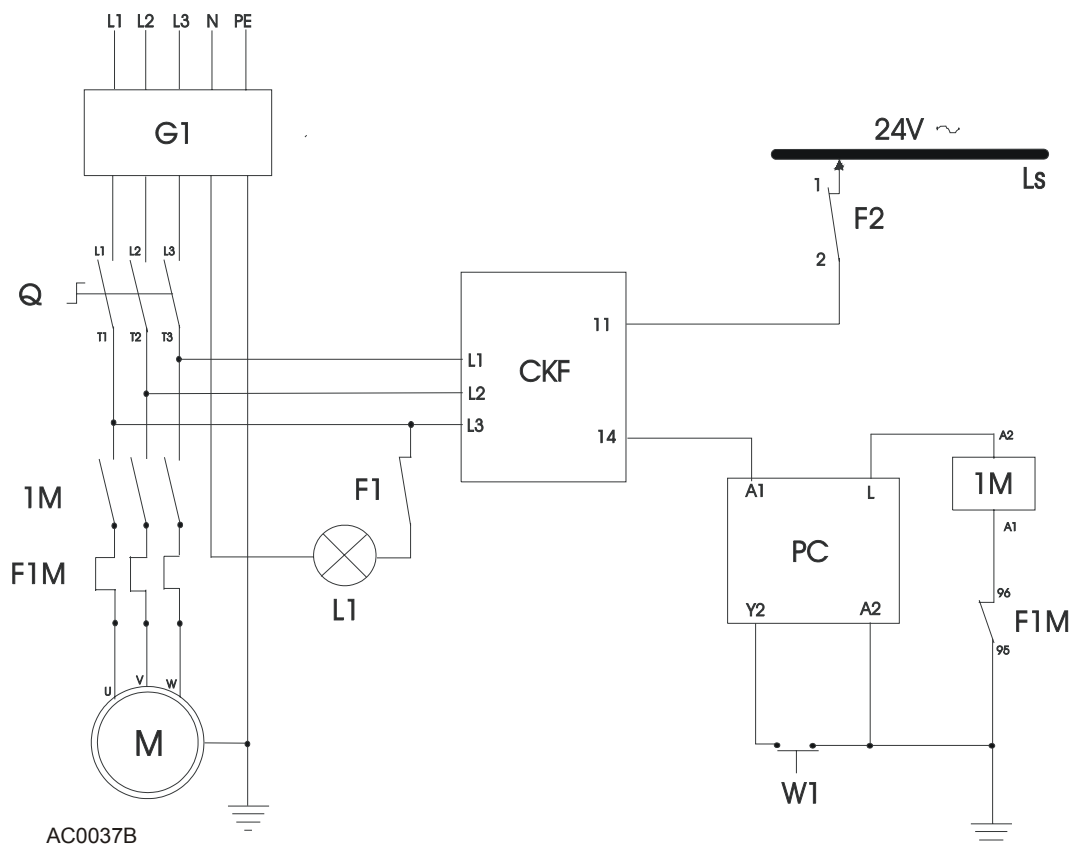 L1 L2 L3 N PE
G1
24V ~
Ls
1
F2
2
L1 L2 L3
Q
T1 T2 T3
11
L1
CKF
L2
L3
14
A2
1M
F1
A1 L
1M
A1
PC
F1M
L1
96
Y2 A2
F1M
95
U V W
M
W1
AC0037B